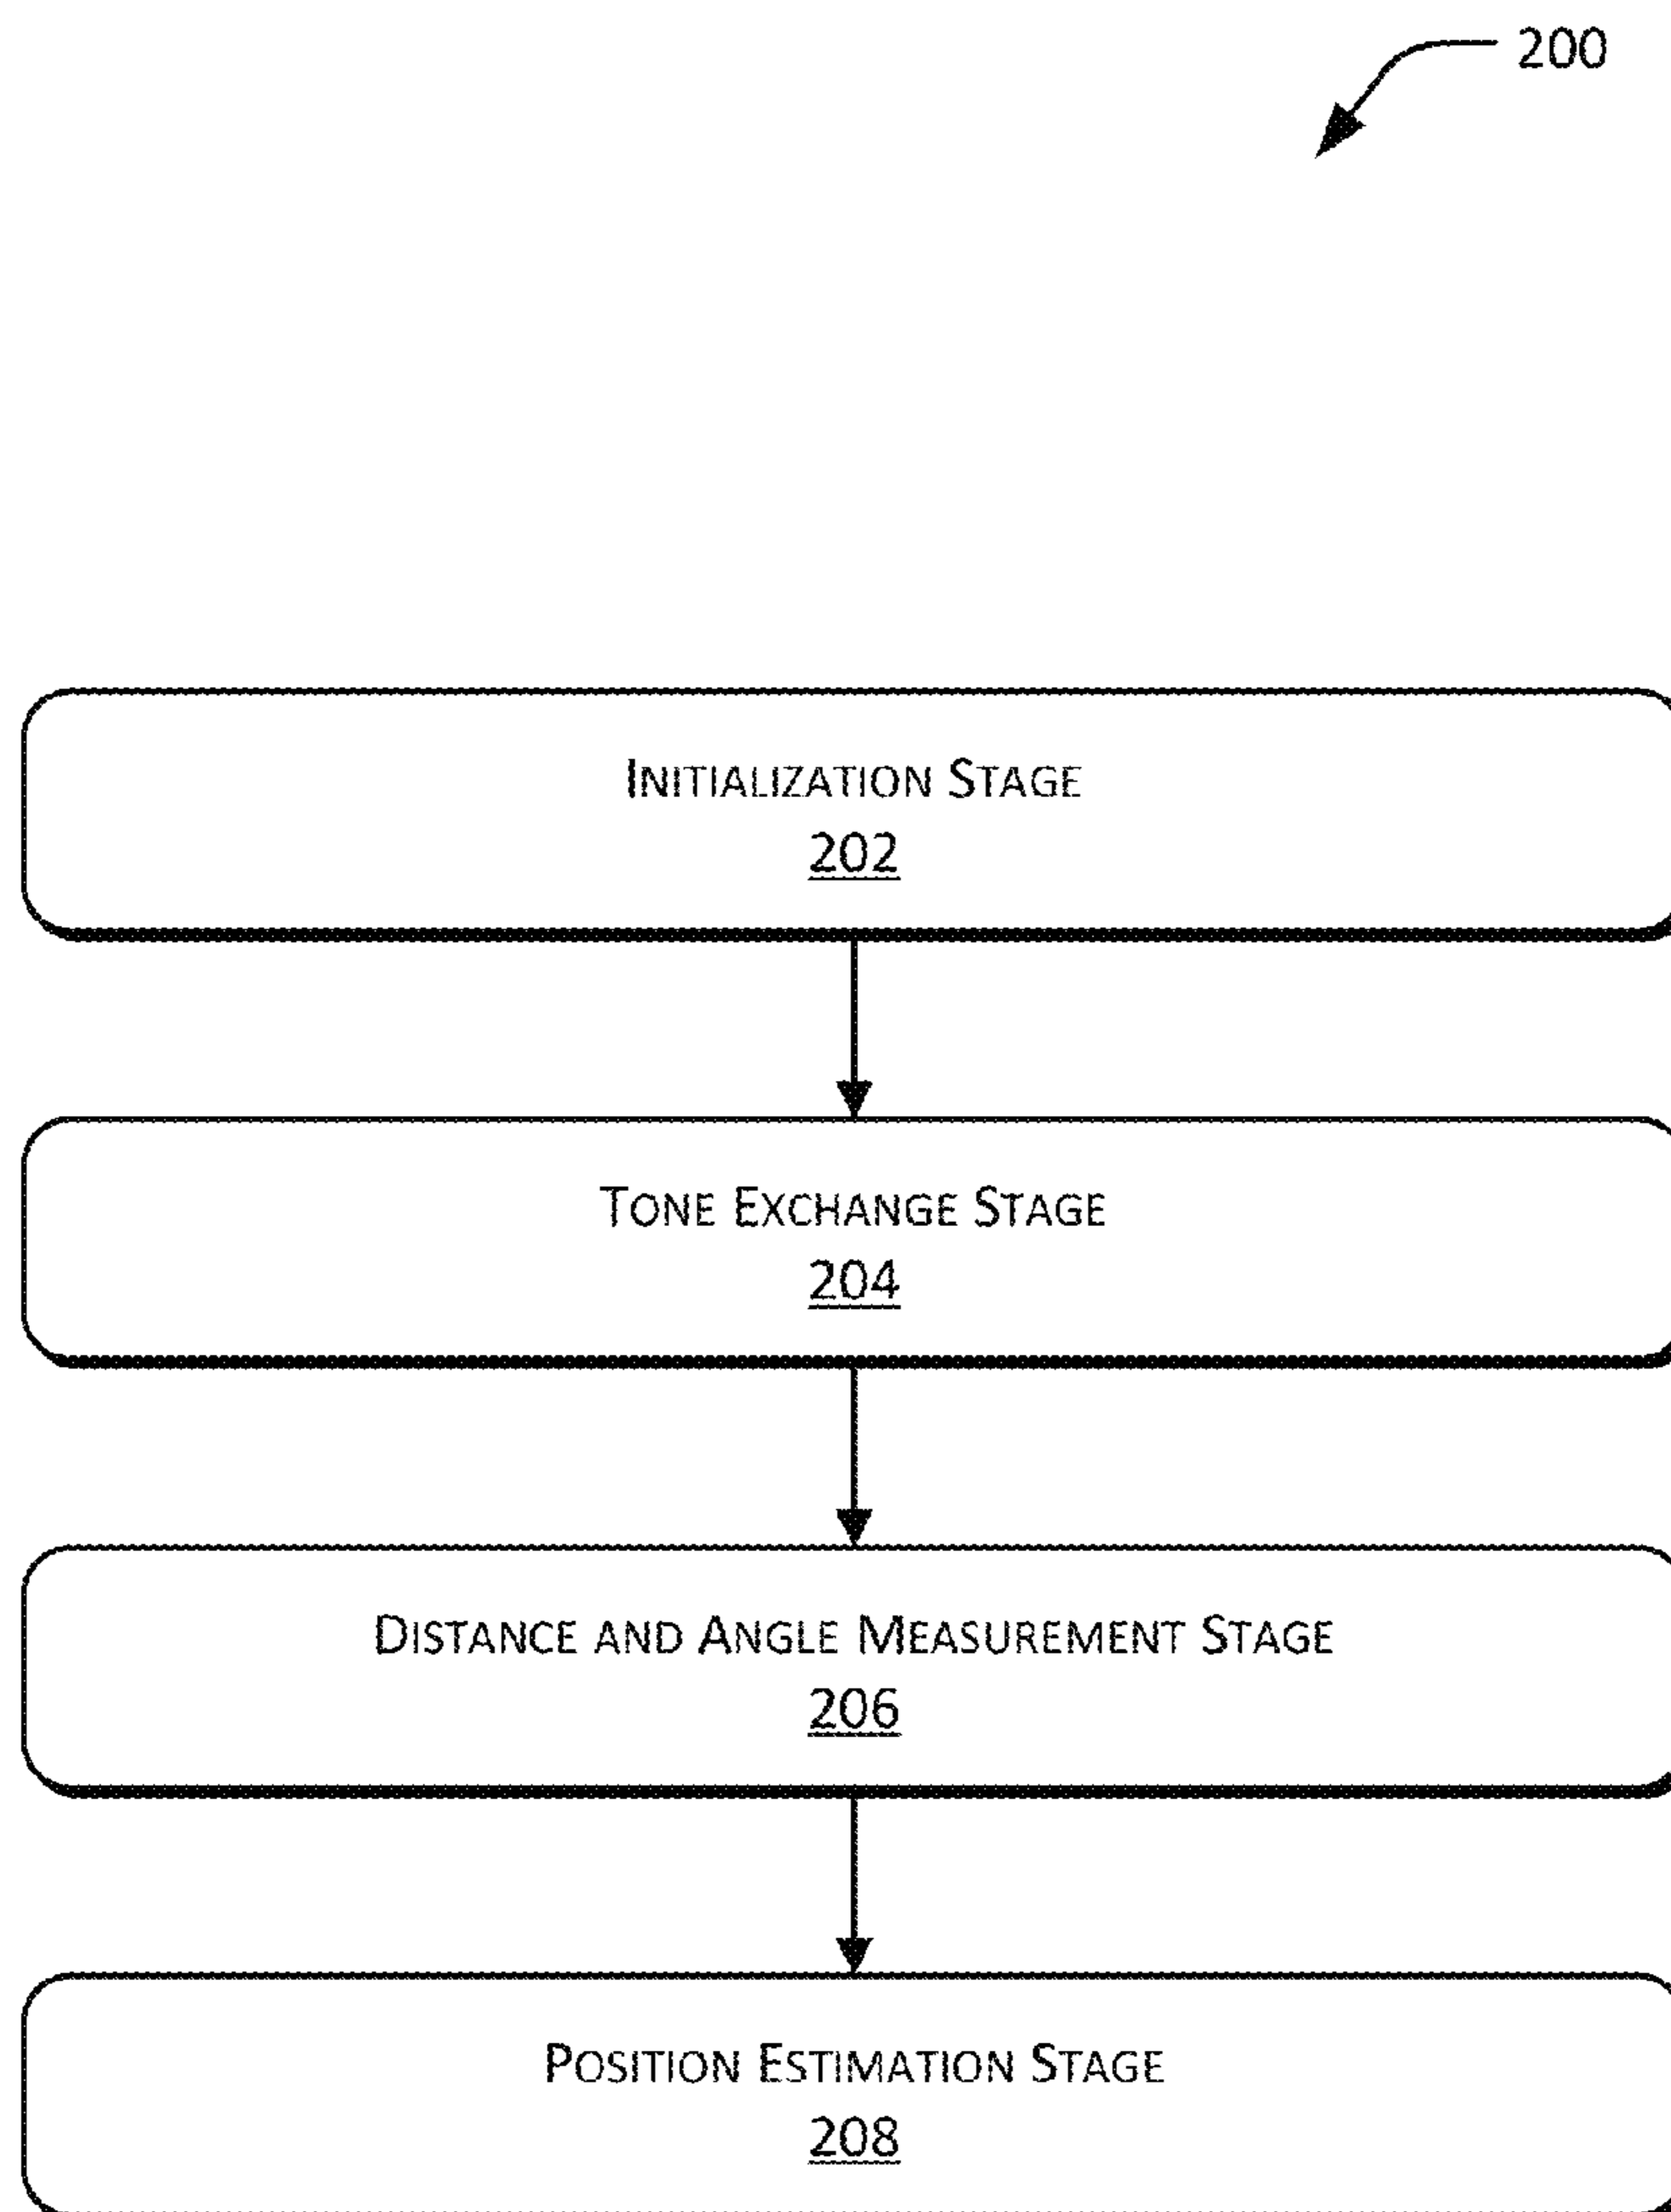 200
INITIALIZATION STAGE
202
TONE EXCHANGE STAGE
204
DISTANCE AND ANGLE MEASUREMENT STAGE
206
POSITION ESTIMATION STAGE
208